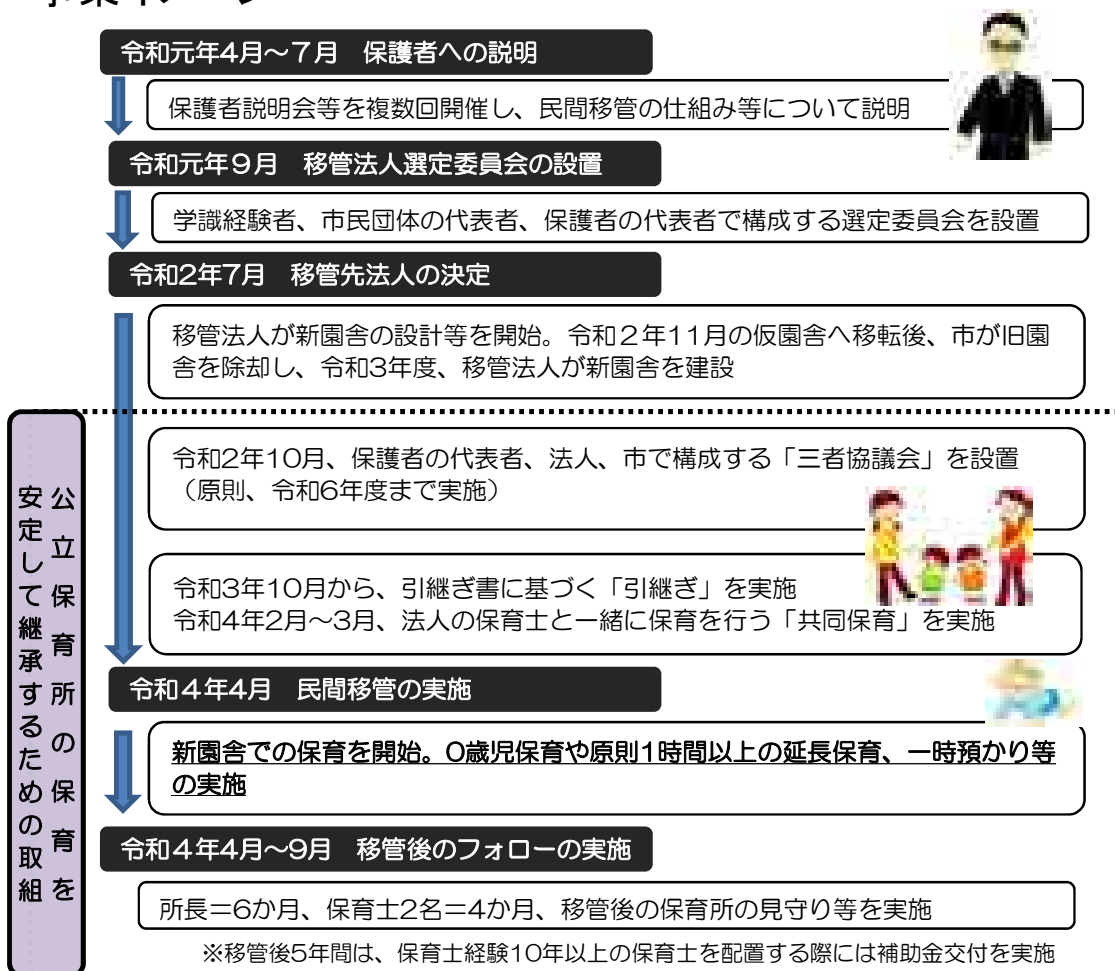 令和元年4月～７月　保護者への説明
保護者説明会等を複数回開催し、民間移管の仕組み等について説明
令和元年９月　移管法人選定委員会の設置
学識経験者、市民団体の代表者、保護者の代表者で構成する選定委員会を設置
令和2年7月　移管先法人の決定
移管法人が新園舎の設計等を開始。令和２年11月の仮園舎へ移転後、市が旧園
舎を除却し、令和3年度、移管法人が新園舎を建設
公立保育所の保育を
安定して継承するための取組
令和2年10月、保護者の代表者、法人、市で構成する「三者協議会」を設置
（原則、令和6年度まで実施）
令和3年10月から、引継ぎ書に基づく「引継ぎ」を実施
令和4年2月～3月、法人の保育士と一緒に保育を行う「共同保育」を実施
令和４年4月　民間移管の実施
新園舎での保育を開始。0歳児保育や原則1時間以上の延長保育、一時預かり等
の実施
令和４年4月～9月　移管後のフォローの実施
所長＝6か月、保育士2名＝4か月、移管後の保育所の見守り等を実施
※移管後5年間は、保育士経験10年以上の保育士を配置する際には補助金交付を実施